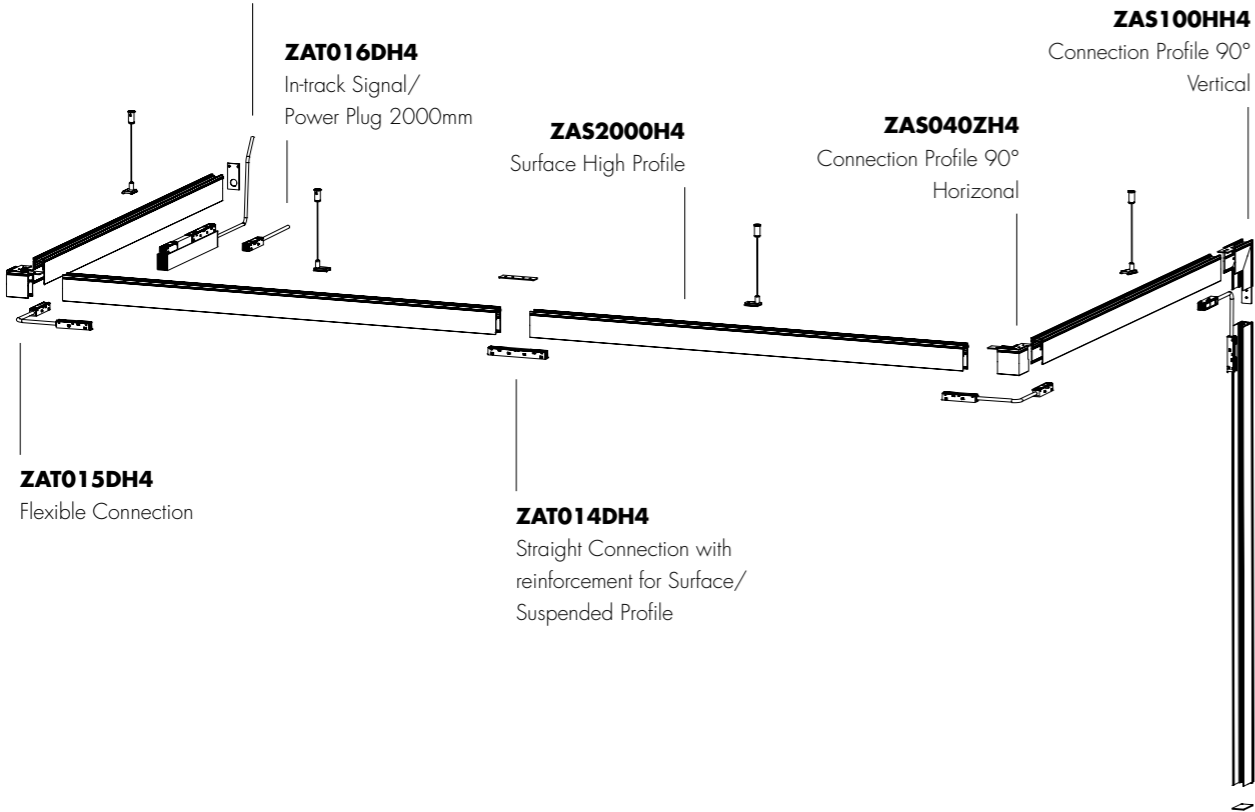 ZAS100HH4
Connection Profile 90°
Vertical
ZAT016DH4
In-track Signal/
Power Plug 2000mm
ZAS2000H4
Surface High Profile
ZAS040ZH4
Connection Profile 90°
Horizonal
ZAT015DH4
Flexible Connection
ZAT014DH4
Straight Connection with
reinforcement for Surface/
Suspended Profile